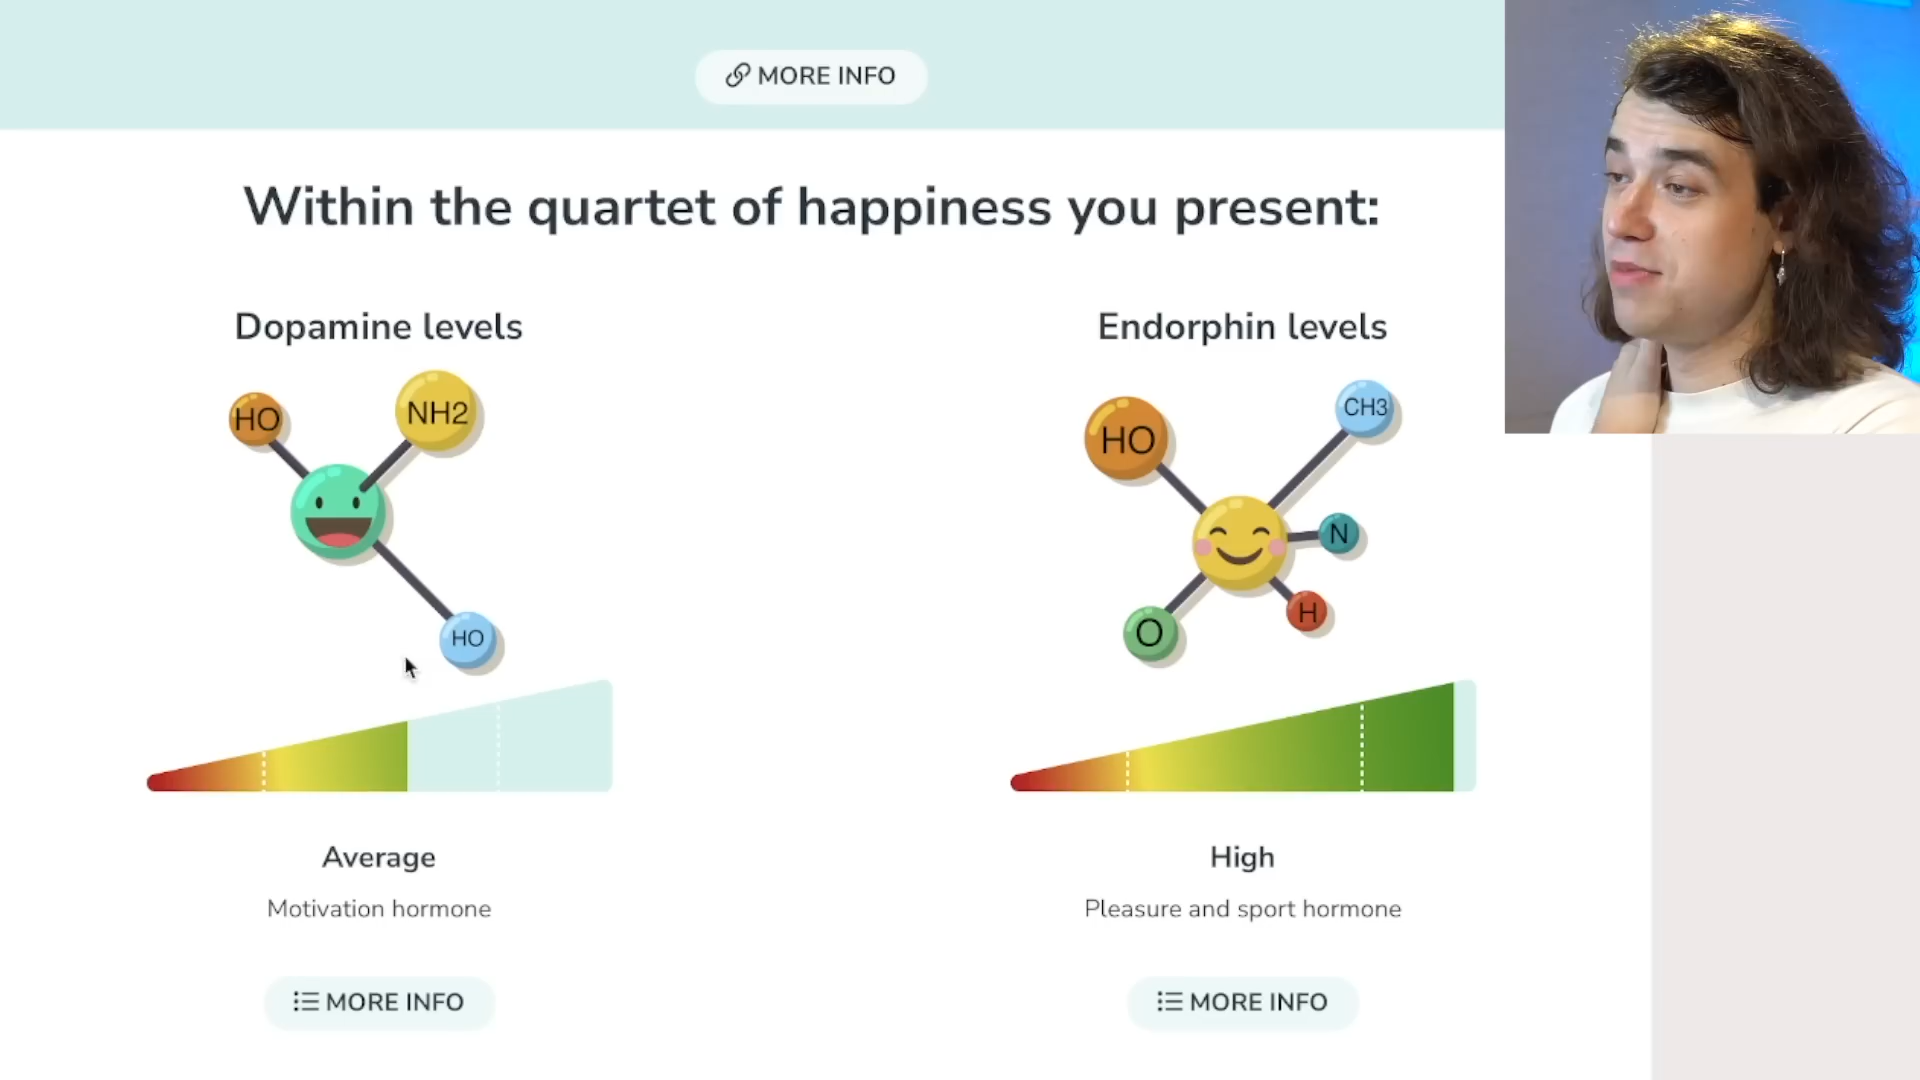 MORE INFO
Within the quartet of happiness you present:
Dopamine levels
Endorphin levels
HO
NH2
HO
HO
CH3
N
H
O
Average
High
Motivation hormone
Pleasure and sport hormone
MORE INFO
MORE INFO